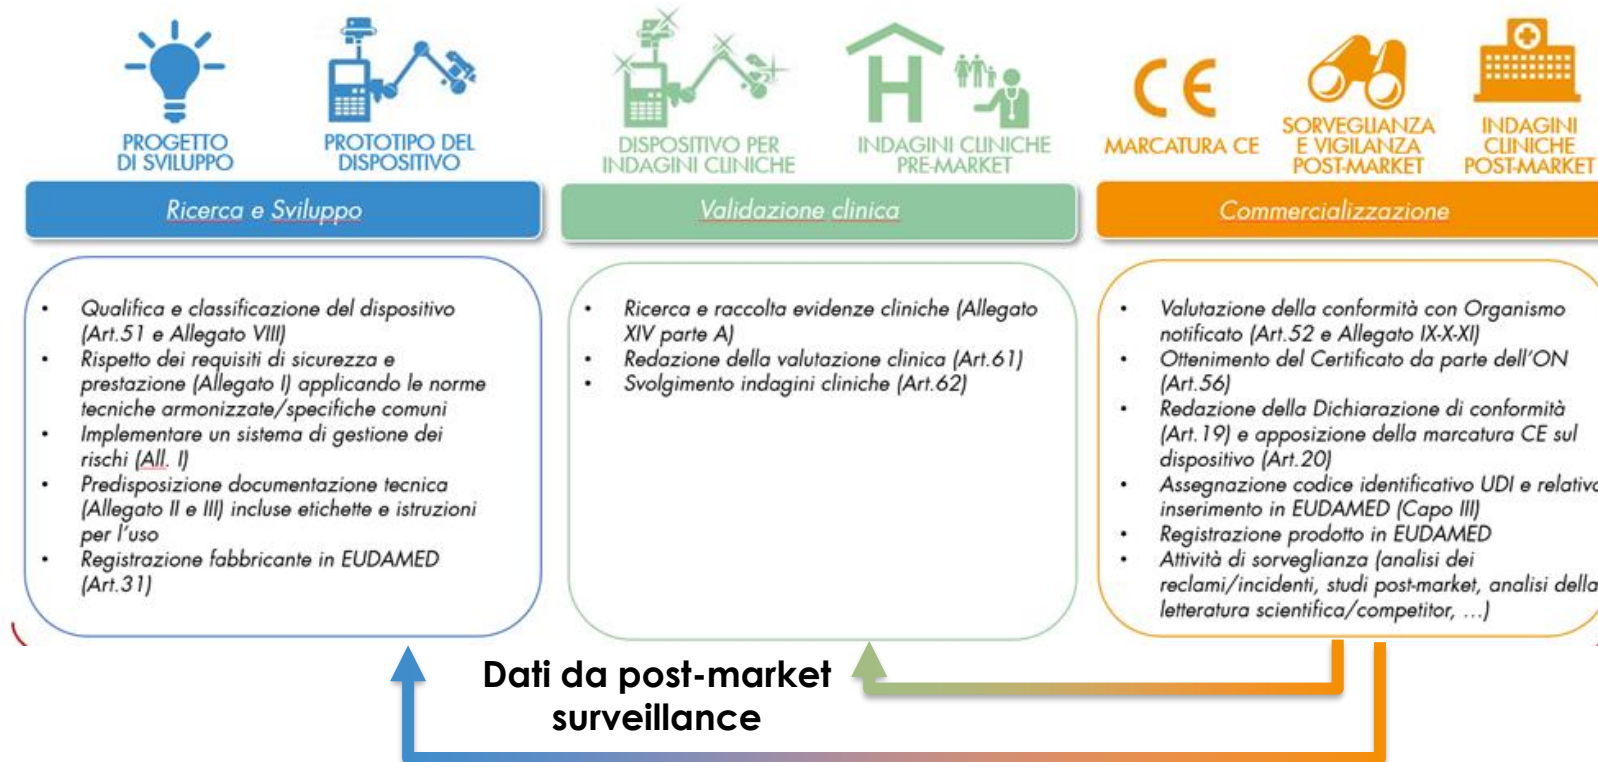 PROGETTO
DI SVILUPPO
PROTOTIPO DEL
DISPOSITIVO
DISPOSITIVO PER
INDAGINI CLINICHE
H
INDAGINI CLINICHE
PRE-MARKET
CE
MARCATURA CE
SORVEGLIANZA
E VIGILANZA
POST-MARKET
INDAGINI
CLINICHE
POST-MARKET
Ricerca e Sviluppo
• Qualifica e classificazione del dispositivo
(Art.51 e Allegato VIII)
• Rispetto dei requisiti di sicurezza e
prestazione (Allegato I) applicando le norme
tecniche armonizzate/specifiche comuni
• Implementare un sistema di gestione dei
rischi (All. I)
• Predisposizione documentazione tecnica
(Allegato II e III) incluse etichette e istruzioni
per l'uso
• Registrazione fabbricante in EUDAMED
(Art.31)
Validazione clinica
• Ricerca e raccolta evidenze cliniche (Allegato
XIV parte A)
• Redazione della valutazione clinica (Art.61)
• Svolgimento indagini cliniche (Art.62)
Commercializzazione
• Valutazione della conformità con Organismo
notificato (Art.52 e Allegato IX-X-XI)
• Ottenimento del Certificato da parte dell'ON
(Art.56)
• Redazione della Dichiarazione di conformità
(Art.19) e apposizione della marcatura CE sul
dispositivo (Art.20)
• Assegnazione codice identificativo UDI e relativo
inserimento in EUDAMED (Capo III)
• Registrazione prodotto in EUDAMED
• Attività di sorveglianza (analisi dei
reclami/incidenti, studi post-market, analisi della
letteratura scientifica/competitor, ...)
Dati da post-market
surveillance